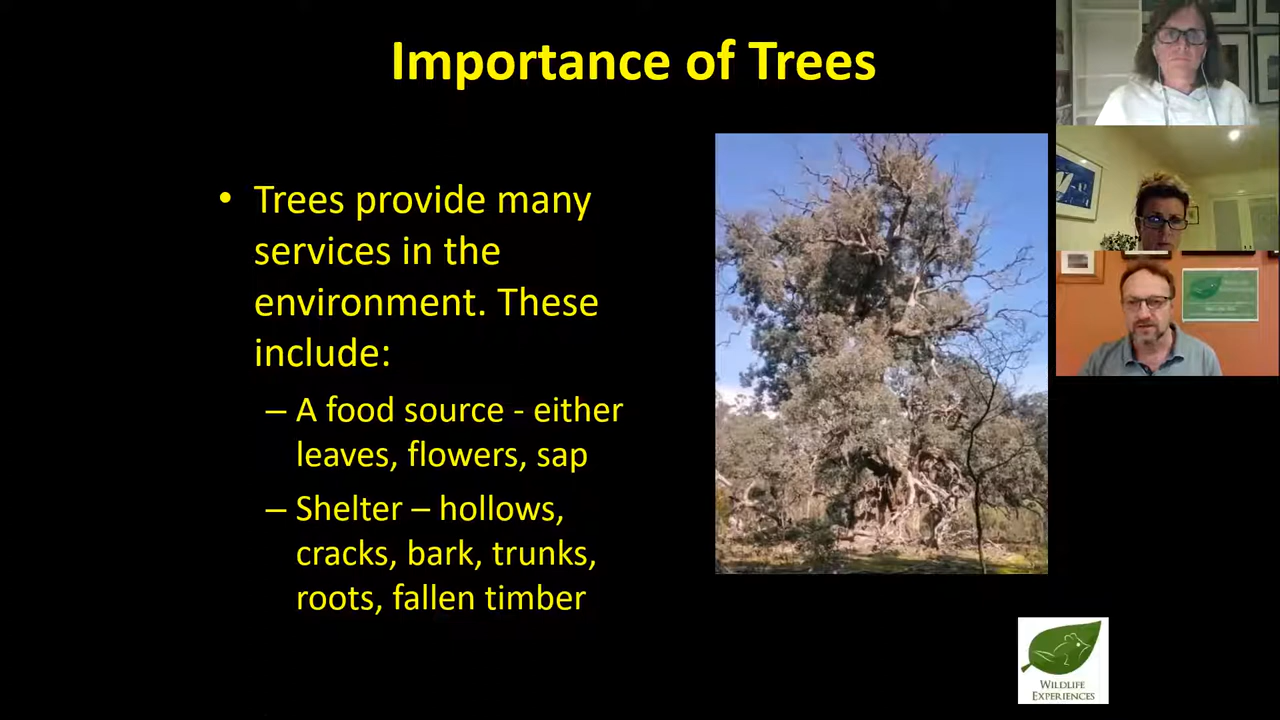 Importance of Trees
• Trees provide many
services in the
environment. These
include:
– A food source - either
leaves, flowers, sap
– Shelter – hollows,
cracks, bark, trunks,
roots, fallen timber
WILDLIFE
EXPERIENCES